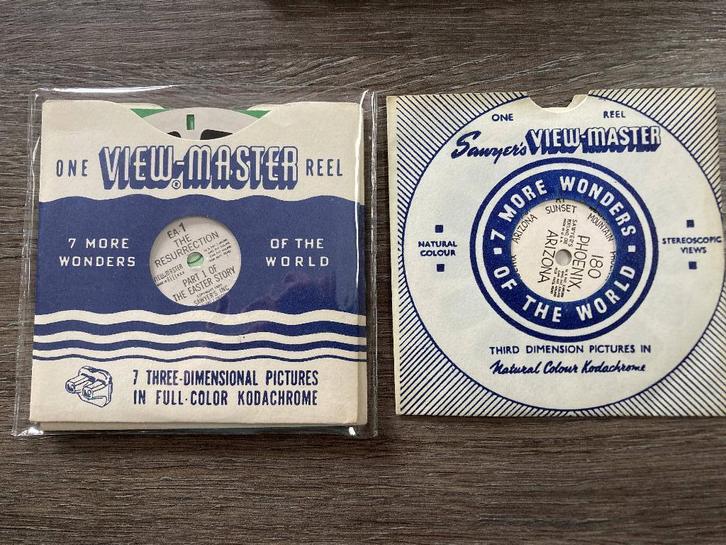 ONE VIEW-MASTER® REEL
7 MORE WONDERS OF THE WORLD
EA-1
THE RESURRECTION
PART 1 OF
THE EASTER STORY
SAWYER'S INC.
7 THREE-DIMENSIONAL PICTURES
IN FULL-COLOR KODACHROME
ONE REEL
Sawyer's VIEW-MASTER
7 MORE WONDERS
OF THE WORLD
NATURAL COLOUR
STEREOSCOPIC VIEWS
ARIZONA SUNSET MOUNTAIN
180
PHOENIX
ARIZONA
THIRD DIMENSION PICTURES IN
Natural Colour Kodachrome